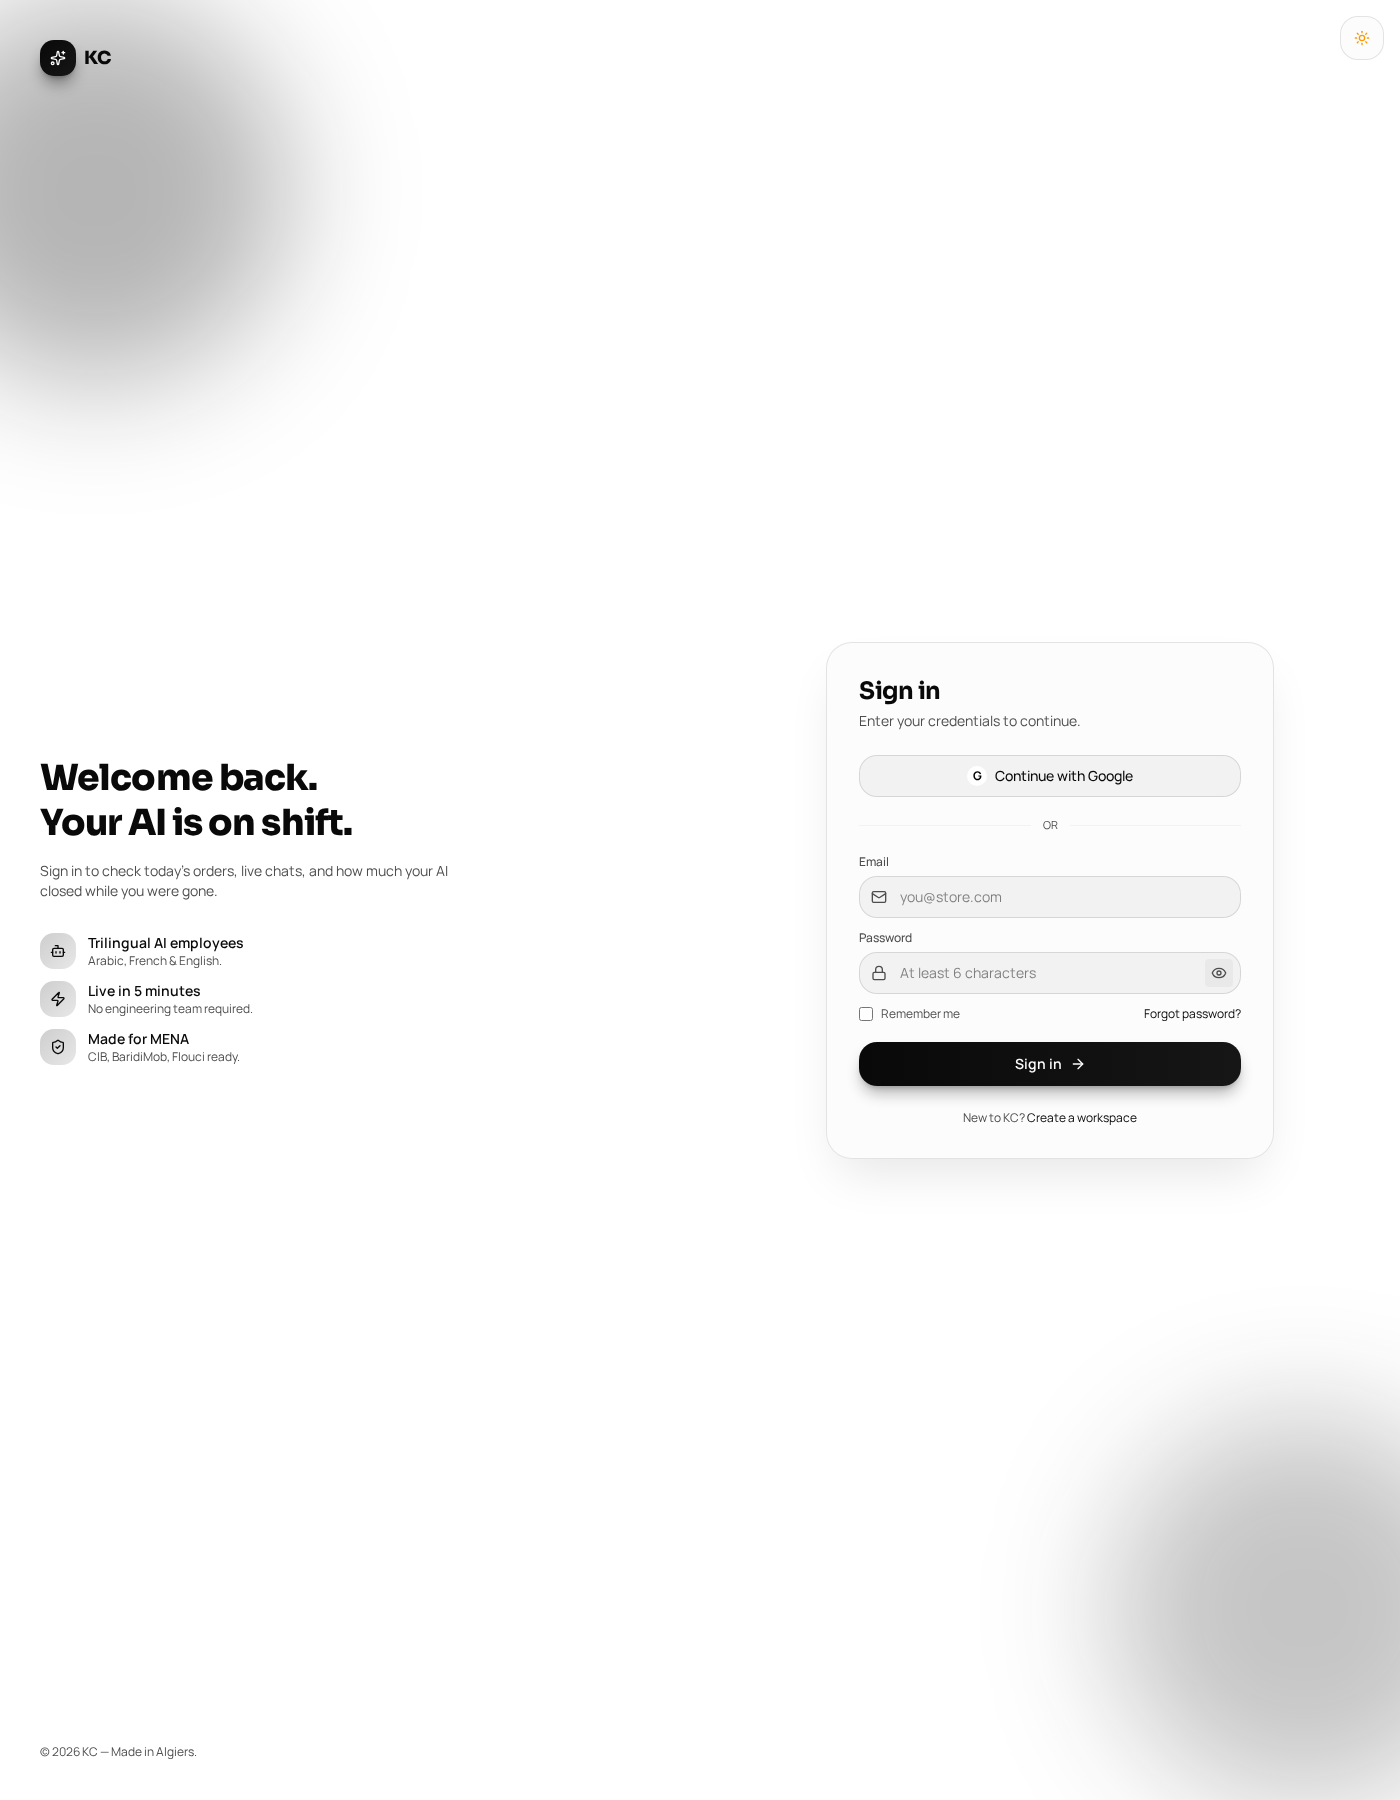 KC
Welcome back.
Your AI is on shift.
Sign in to check today's orders, live chats, and how much your AI
closed while you were gone.
Trilingual AI employees
Arabic, French & English.
Live in 5 minutes
No engineering team required.
Made for MENA
CIB, BaridiMob, Flouci ready.
© 2026 KC — Made in Algiers.
Sign in
Enter your credentials to continue.
G Continue with Google
OR
Email
you@store.com
Password
At least 6 characters
Remember me
Forgot password?
Sign in
New to KC? Create a workspace